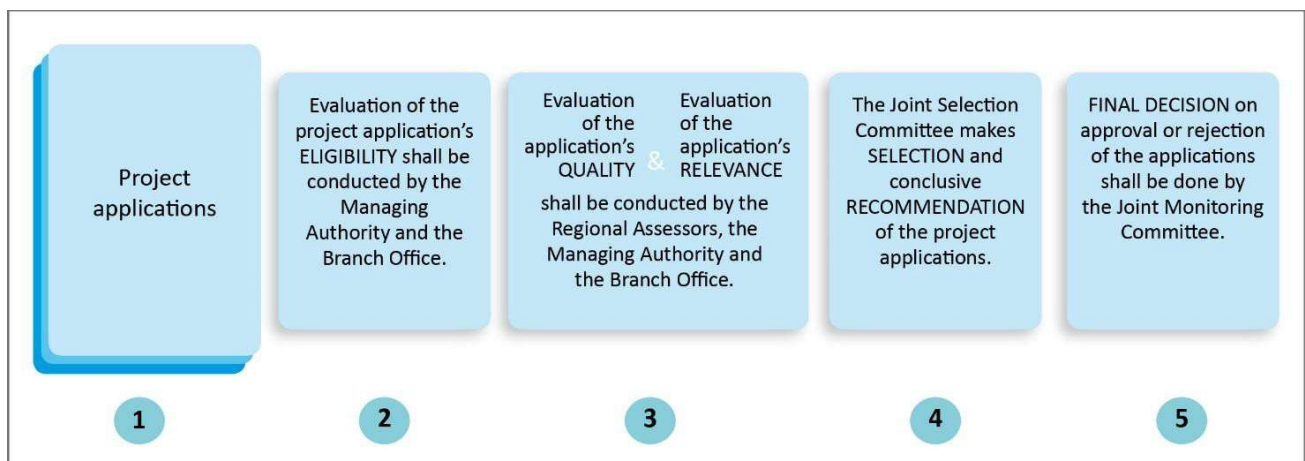 Project
applications
Evaluation of the
project application’s
ELIGIBILITY shall be
conducted by the
Managing
Authority and the
Branch Office.
Evaluation
of the
application’s
QUALITY
&
Evaluation
of the
application’s
RELEVANCE
shall be conducted by the
Regional Assessors, the
Managing Authority and
the Branch Office.
The Joint Selection
Committee makes
SELECTION and
conclusive
RECOMMENDATION
of the project
applications.
FINAL DECISION on
approval or rejection
of the applications
shall be done by
the Joint Monitoring
Committee.
1
2
3
4
5